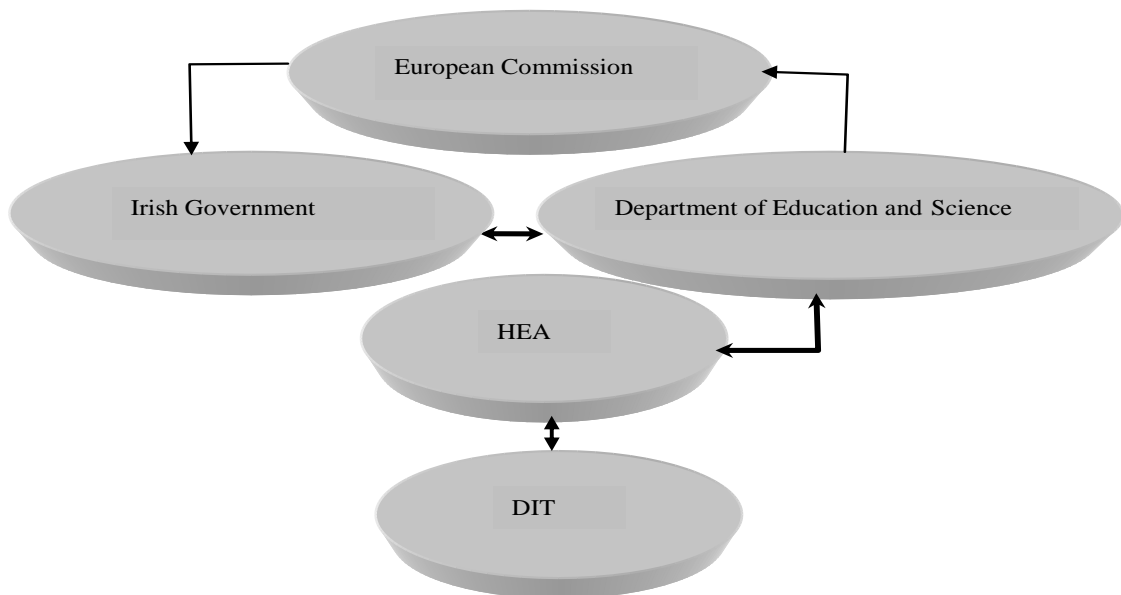 European Commission
Irish Government
Department of Education and Science
HEA
DIT